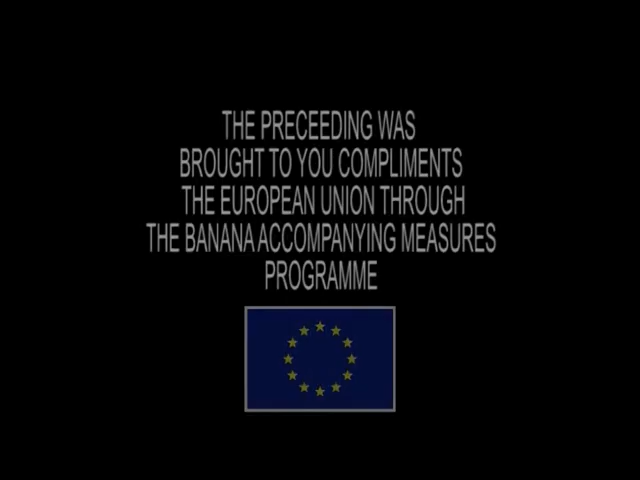 THE PRECEEDING WAS
BROUGHT TO YOU COMPLIMENTS
THE EUROPEAN UNION THROUGH
THE BANANA ACCOMPANYING MEASURES
PROGRAMME